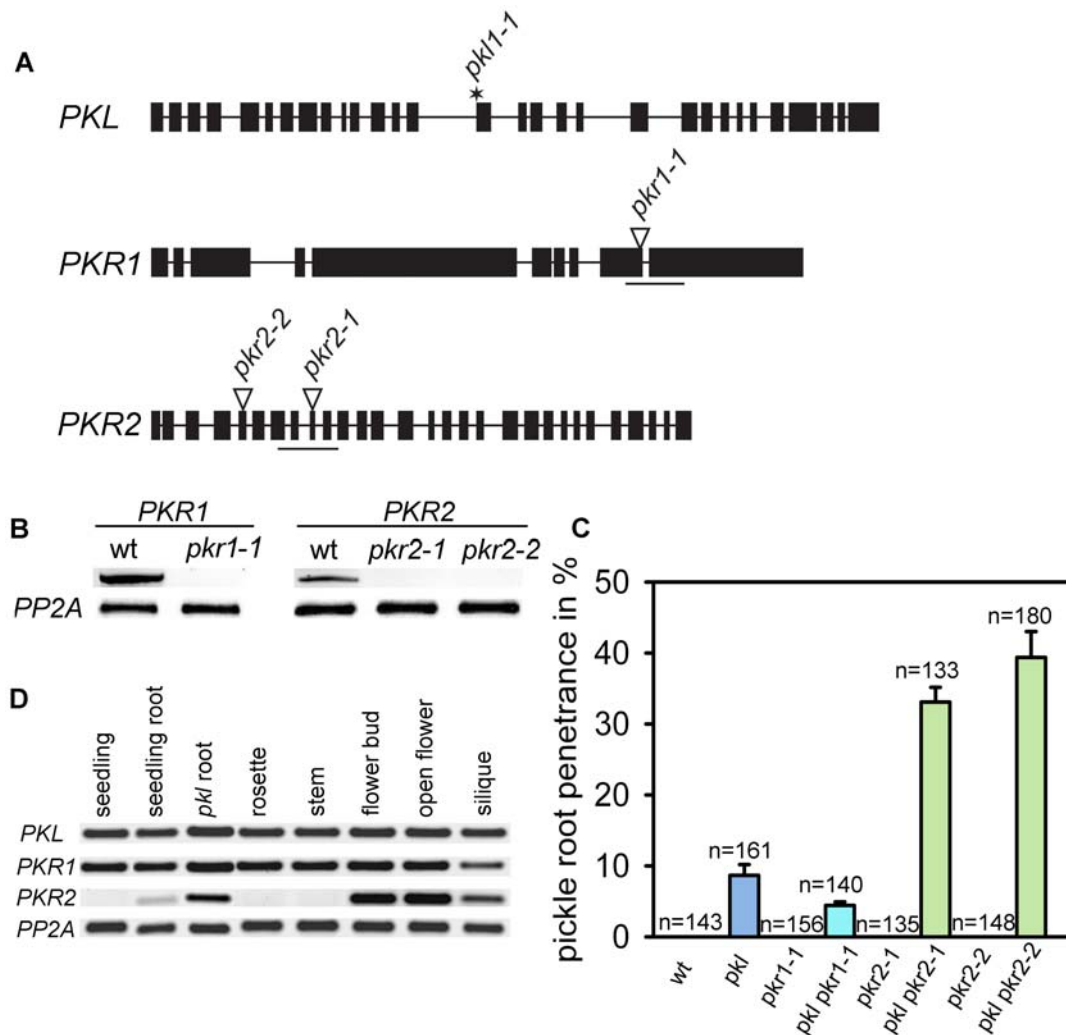 A
pkl1-1
PKL
pkr1-1
PKR1
pkr2-2
pkr2-1
PKR2
B
PKR1
PKR2
wt
pkr1-1
wt
pkr2-1
pkr2-2
PP2A
C
pickle root penetrance in %
50
40
30
20
10
0
n=143
n=161
n=156
n=140
n=135
n=133
n=148
n=180
wt
pkl
pkr1-1
pkl pkr1-1
pkr2-1
pkl pkr2-1
pkr2-2
pkl pkr2-2
D
seedling
seedling root
pkl root
rosette
stem
flower bud
open flower
silique
PKL
PKR1
PKR2
PP2A